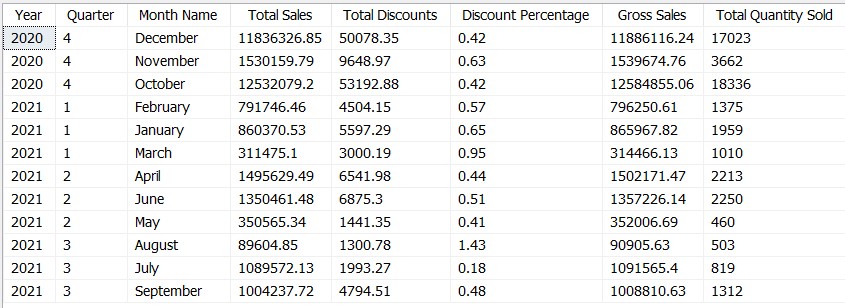 Year Quarter Month Name Total Sales Total Discounts Discount Percentage Gross Sales Total Quantity Sold
2020 4 December 11836326.85 50078.35 0.42 11886116.24 17023
2020 4 November 1530159.79 9648.97 0.63 1539674.76 3662
2020 4 October 12532079.2 53192.88 0.42 12584855.06 18336
2021 1 February 791746.46 4504.15 0.57 796250.61 1375
2021 1 January 860370.53 5597.29 0.65 865967.82 1959
2021 1 March 311475.1 3000.19 0.95 314466.13 1010
2021 2 April 1495629.49 6541.98 0.44 1502171.47 2213
2021 2 June 1350461.48 6875.3 0.51 1357226.14 2250
2021 2 May 350565.34 1441.35 0.41 352006.69 460
2021 3 August 89604.85 1300.78 1.43 90905.63 503
2021 3 July 1089572.13 1993.27 0.18 1091565.4 819
2021 3 September 1004237.72 4794.51 0.48 1008810.63 1312